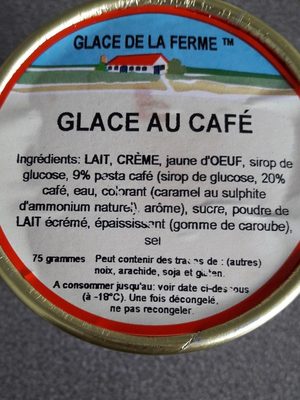 GLACE DE LA FERME ™
GLACE AU CAFÉ
Ingrédients: LAIT, CRÈME, jaune d'OEUF, sirop de
glucose, 9% pasta café (sirop de glucose, 20%
café, eau, colorant (caramel au sulphite
d'ammonium naturel), arôme), sucre, poudre de
LAIT écrémé, épaississant (gomme de caroube),
sel
75 grammes Peut contenir des traces de : (autres)
noix, arachide, soja et gluten.
A consommer jusqu'au: voir date ci-dessous
(à -18°C). Une fois décongelé,
ne pas recongeler.